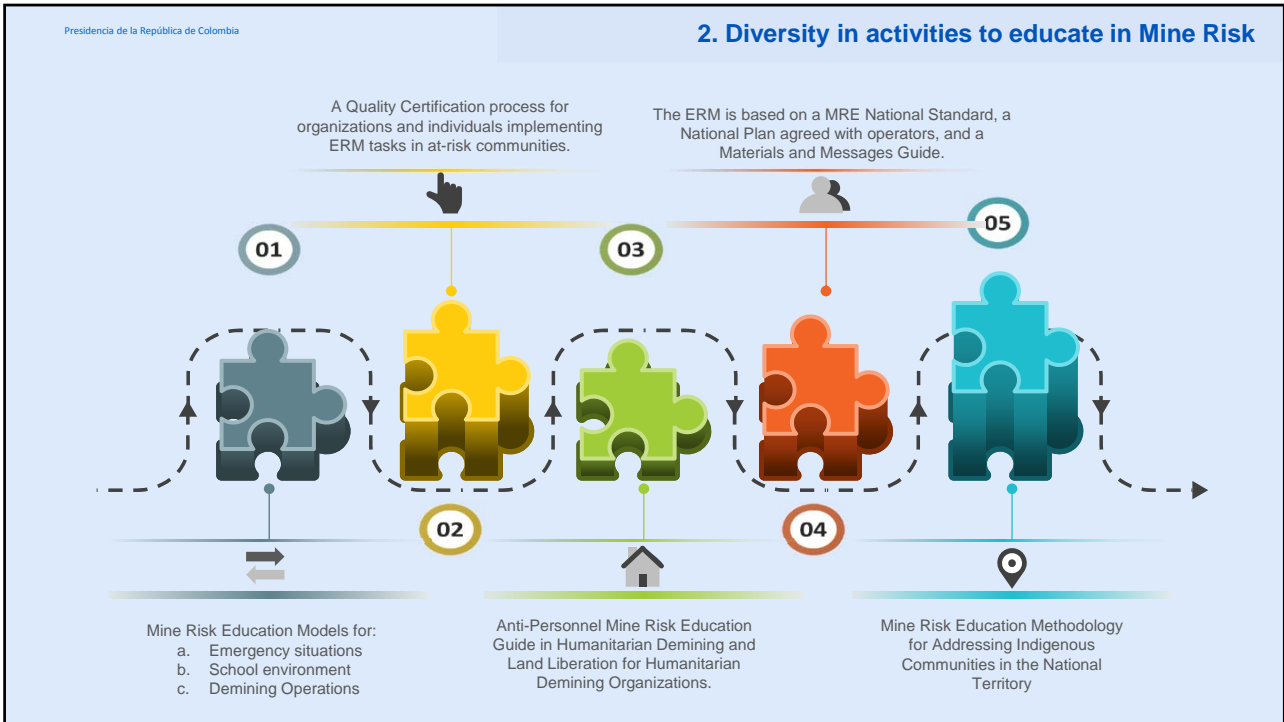 Presidencia de la República de Colombia
2. Diversity in activities to educate in Mine Risk
A Quality Certification process for
organizations and individuals implementing
ERM tasks in at-risk communities.
The ERM is based on a MRE National Standard, a
National Plan agreed with operators, and a
Materials and Messages Guide.
01
03
05
02
04
Mine Risk Education Models for:
a. Emergency situations
b. School environment
c. Demining Operations
Anti-Personnel Mine Risk Education
Guide in Humanitarian Demining and
Land Liberation for Humanitarian
Demining Organizations.
Mine Risk Education Methodology
for Addressing Indigenous
Communities in the National
Territory